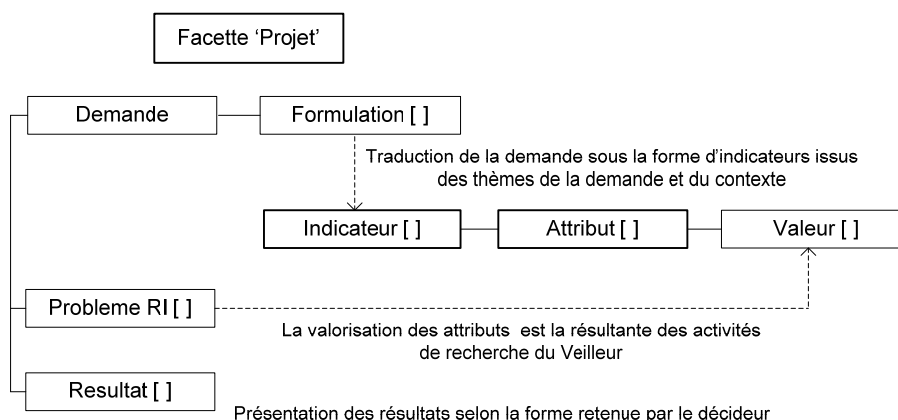 Facette ‘Projet’
Demande
Formulation [ ]
Traduction de la demande sous la forme d’indicateurs issus
des thèmes de la demande et du contexte
Indicateur [ ]
Attribut [ ]
Valeur [ ]
Probleme RI [ ]
La valorisation des attributs est la résultante des activités
de recherche du Veilleur
Resultat [ ]
Présentation des résultats selon la forme retenue par le décideur